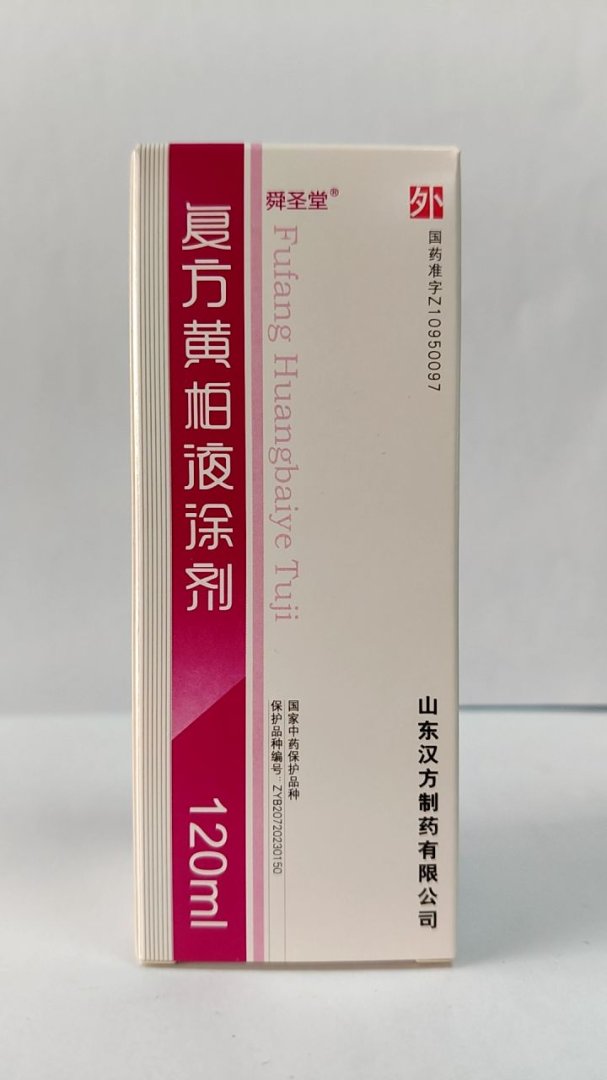 舜圣堂®
外
国药准字Z10950097
复方黄柏液涂剂
Fufang Huangbaiye Tuji
120ml
国家中药保护品种
保护品种编号：ZYB20720230150
山东汉方制药有限公司